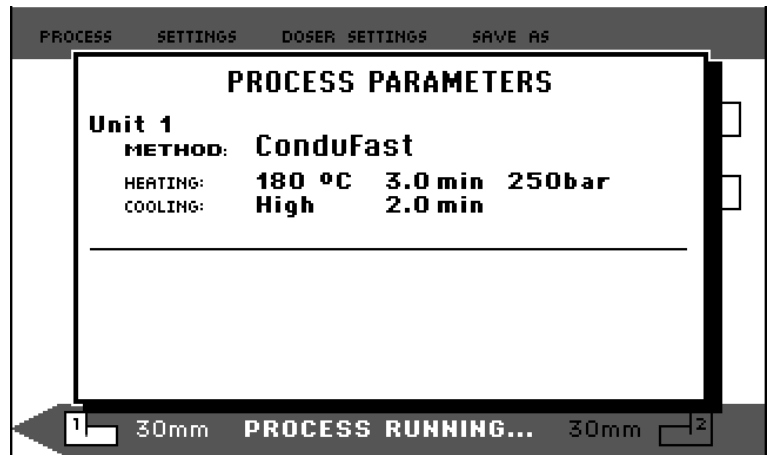 PROCESS SETTINGS DOSER SETTINGS SAVE AS
PROCESS PARAMETERS
Unit 1
METHOD: ConduFast
HEATING: 180 ºC 3.0 min 250bar
COOLING: High 2.0 min
1 30mm PROCESS RUNNING... 30mm 2